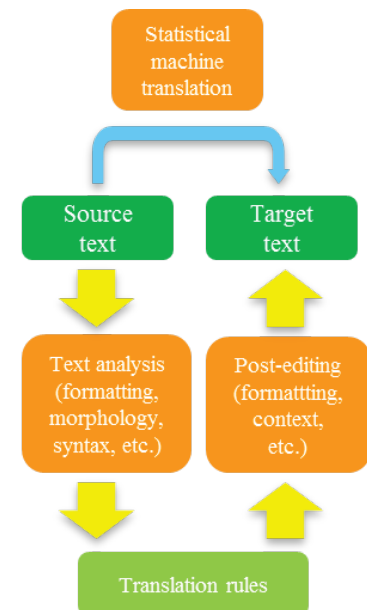 Statistical
machine
translation
Source
text
Target
text
Text analysis
(formatting,
morphology,
syntax, etc.)
Post-editing
(formattting,
context,
etc.)
Translation rules